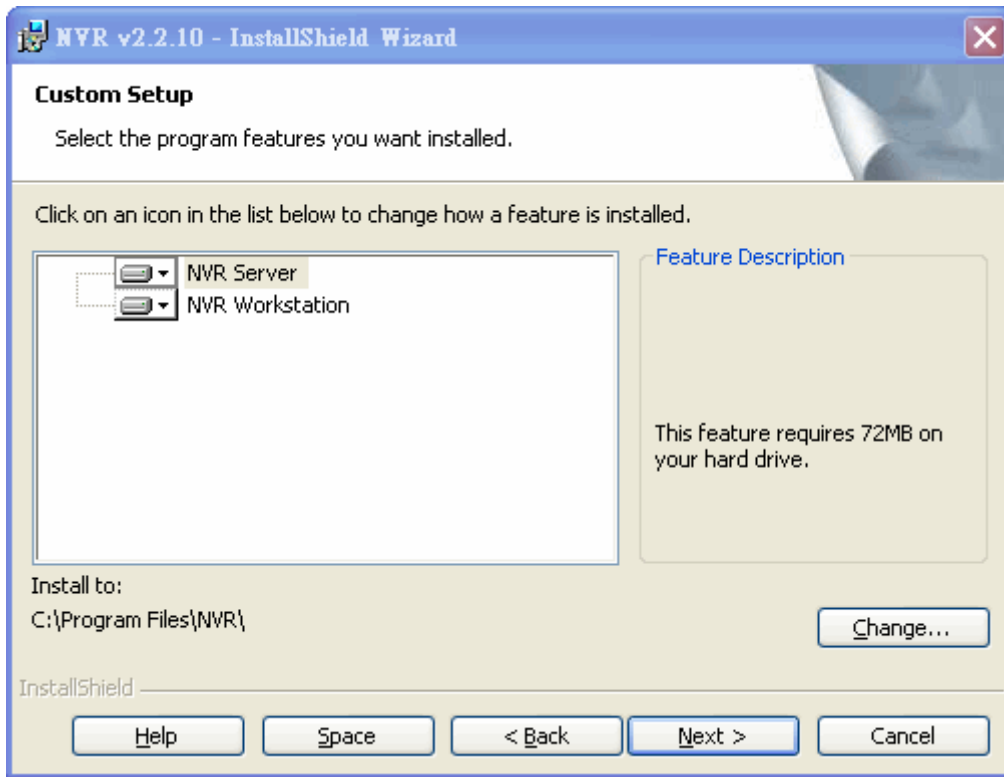 NVR v2.2.10 - InstallShield Wizard
Custom Setup
Select the program features you want installed.
Click on an icon in the list below to change how a feature is installed.
NVR Server
NVR Workstation
Feature Description
This feature requires 72MB on
your hard drive.
Install to:
C:\Program Files\NVR\
Change...
InstallShield
Help
Space
< Back
Next >
Cancel